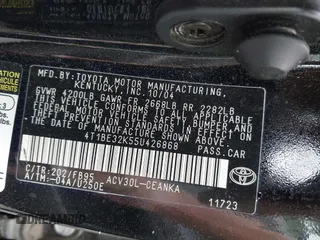 MFD. BY: TOYOTA MOTOR MANUFACTURING,
KENTUCKY, INC. 10/04
GVWR 4200LB GAWR FR 2668LB RR 2282LB
THIS VEHICLE CONFORMS TO ALL APPLICABLE
FEDERAL MOTOR VEHICLE SAFETY, BUMPER, AND
THEFT PREVENTION STANDARDS IN EFFECT ON
THE DATE OF MANUFACTURE SHOWN ABOVE.
4T1BE32K55U426868
PASS. CAR
C/TR:202/FB95 ACV30L-CEANKA
A/TM:-04A/U250E
TOYOTA
11723